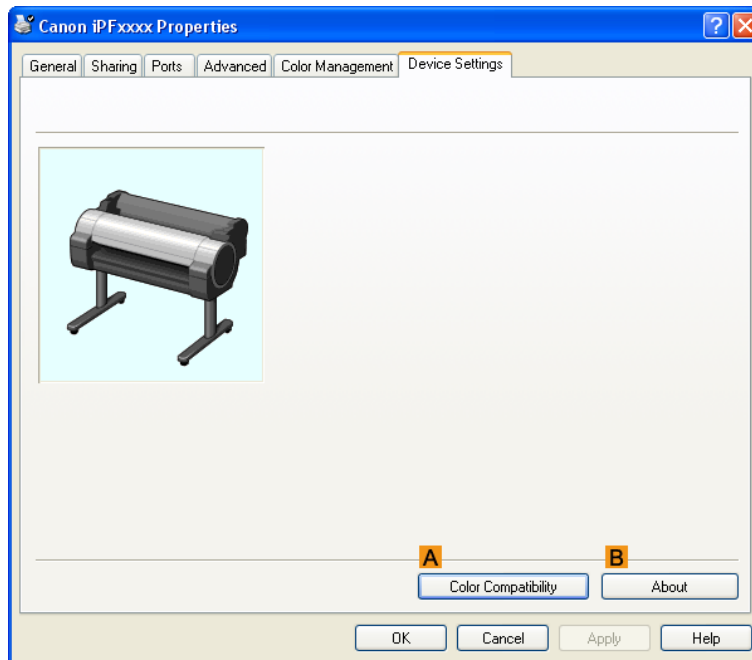 Canon iPFxxxx Properties
General Sharing Ports Advanced Color Management Device Settings
A B
Color Compatibility About
OK Cancel Apply Help